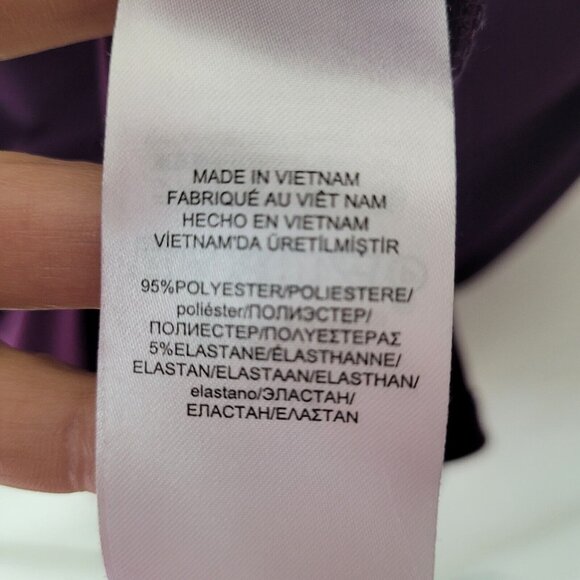 MADE IN VIETNAM
FABRIQUÉ AU VIÊT NAM
HECHO EN VIETNAM
VİETNAM'DA ÜRETİLMİŞTİR
95%POLYESTER/POLIESTERE/
poliéster/ПОЛИЭСТЕР/
ПОЛИЕСТЕР/ΠΟΛΥΕΣΤΕΡΑΣ
5%ELASTANE/ÉLASTHANNE/
ELASTAN/ELASTAAN/ELASTHAN/
elastano/ЭЛАСТАН/
ЕЛАСТАН/ΕΛΑΣΤΑΝ